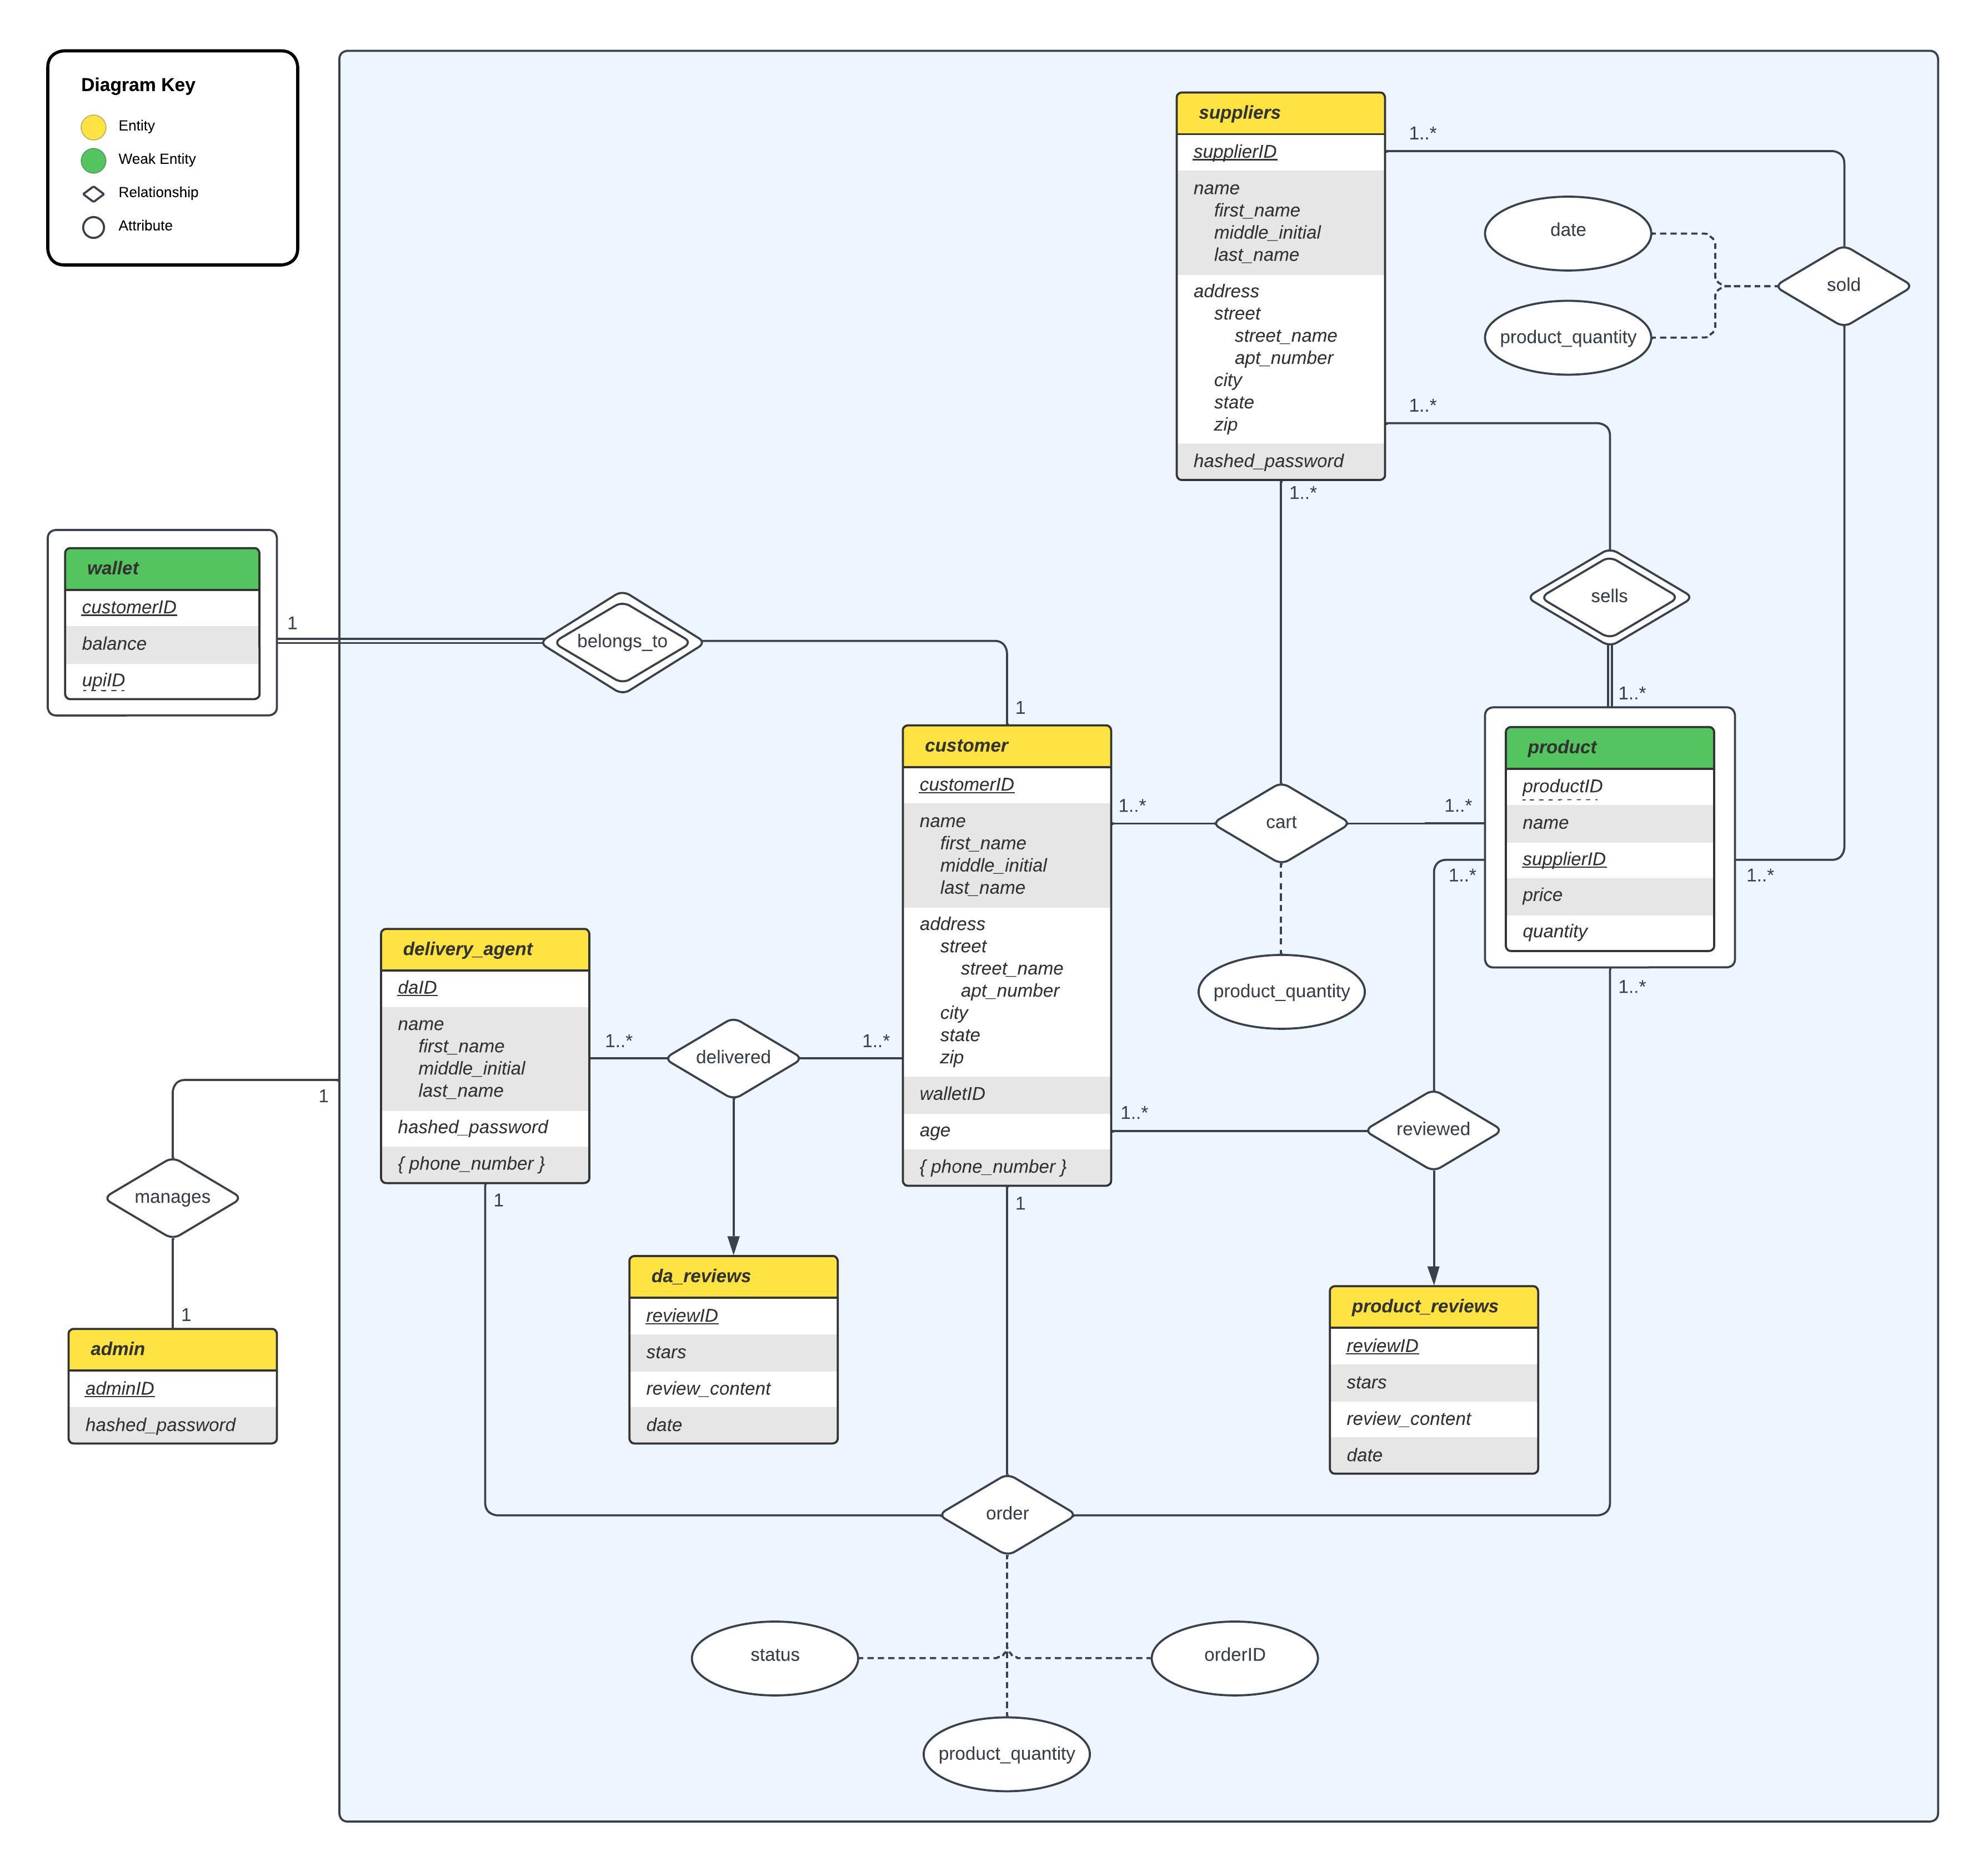 Diagram Key
Entity
Weak Entity
Relationship
Attribute
suppliers
supplierID
name
first_name
middle_initial
last_name
address
street
street_name
apt_number
city
state
zip
hashed_password
1..*
1..*
1..*
date
product_quantity
sold
sells
1..*
wallet
customerID
balance
upiID
1
belongs_to
1
customer
customerID
name
first_name
middle_initial
last_name
address
street
street_name
apt_number
city
state
zip
walletID
age
{ phone_number }
1..*
cart
1..*
product_quantity
product
productID
name
supplierID
price
quantity
1..*
1..*
1..*
delivery_agent
daID
name
first_name
middle_initial
last_name
hashed_password
{ phone_number }
1..*
delivered
1..*
1..*
reviewed
1
manages
1
admin
adminID
hashed_password
1
1
da_reviews
reviewID
stars
review_content
date
product_reviews
reviewID
stars
review_content
date
order
status
orderID
product_quantity